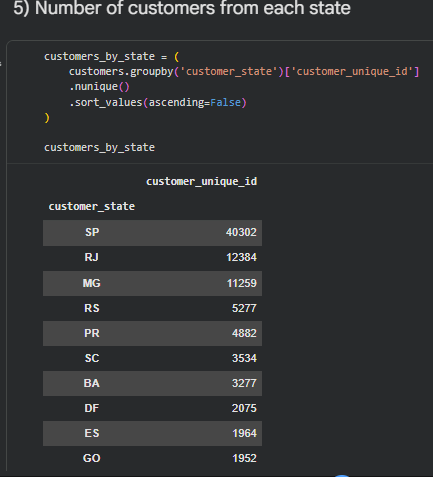 5) Number of customers from each state
customers_by_state = (
customers.groupby('customer_state')['customer_unique_id']
.nunique()
.sort_values(ascending=False)
)
customers_by_state
customer_unique_id
customer_state
SP 40302
RJ 12384
MG 11259
RS 5277
PR 4882
SC 3534
BA 3277
DF 2075
ES 1964
GO 1952